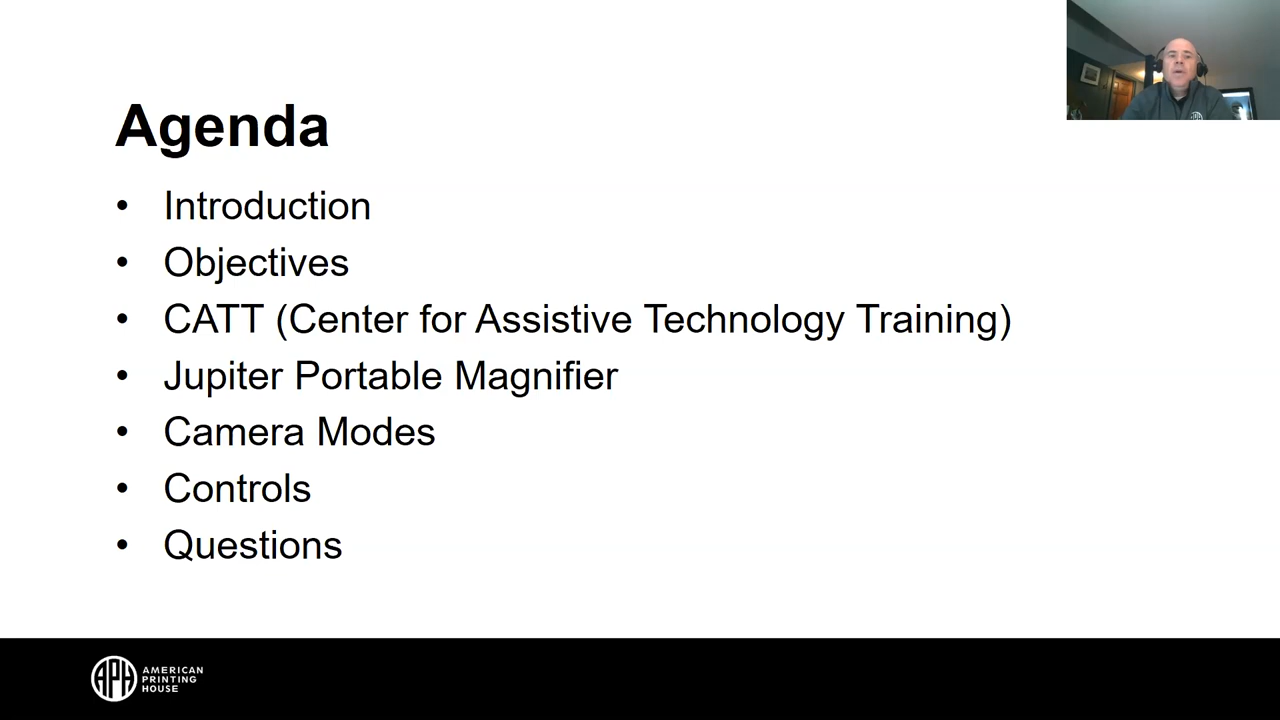 Agenda
• Introduction
• Objectives
• CATT (Center for Assistive Technology Training)
• Jupiter Portable Magnifier
• Camera Modes
• Controls
• Questions
APH
AMERICAN
PRINTING
HOUSE